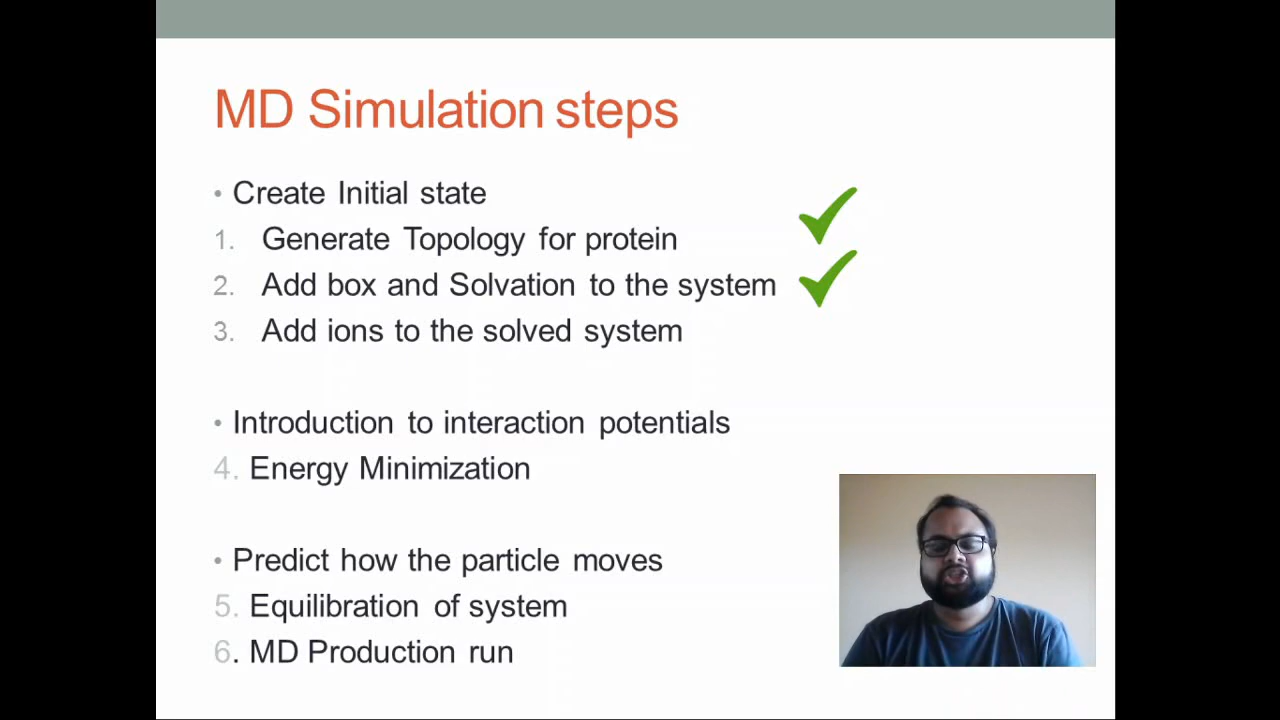 MD Simulation steps
• Create Initial state
1. Generate Topology for protein
2. Add box and Solvation to the system
3. Add ions to the solved system
• Introduction to interaction potentials
4. Energy Minimization
• Predict how the particle moves
5. Equilibration of system
6. MD Production run